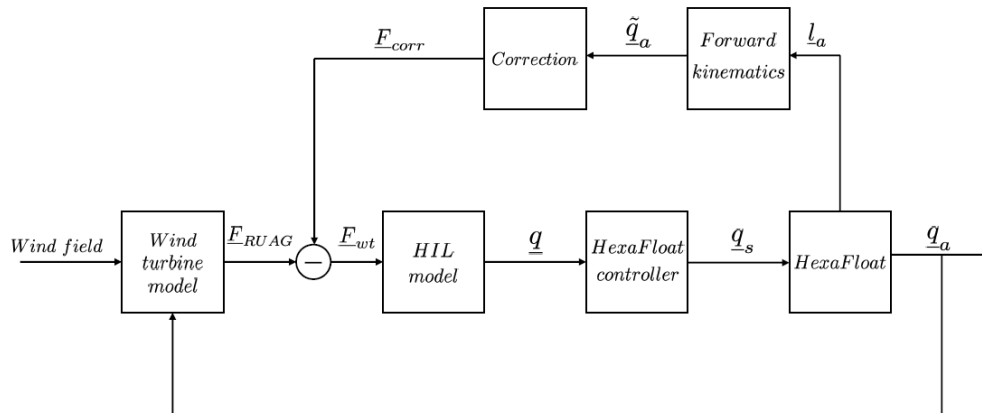 F_corr
q̃_a
l_a
Correction
Forward
kinematics
Wind field
Wind
turbine
model
F_RUAG
−
F_wt
HIL
model
q
HexaFloat
controller
q_s
HexaFloat
q_a